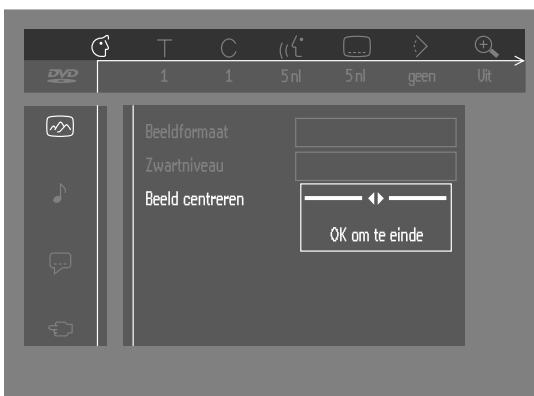 T C
DVD 1 1 5 nl 5 nl geen Uit
Beeldformaat
Zwartniveau
Beeld centreren
OK om te einde